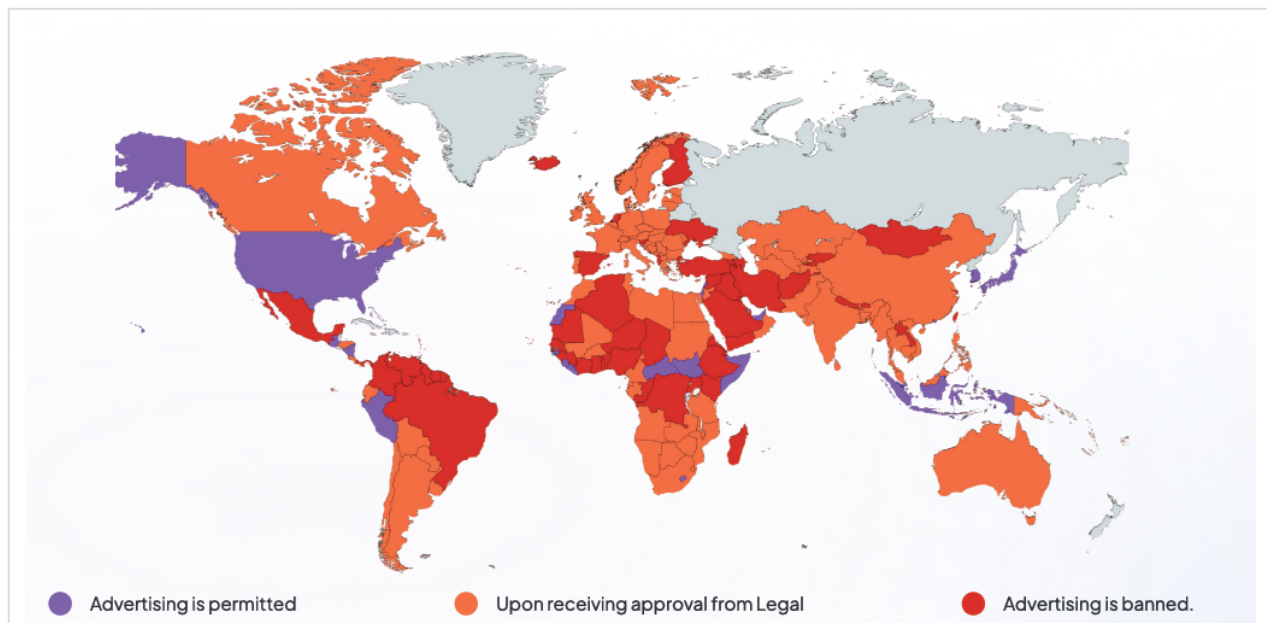 Advertising is permitted
Upon receiving approval from Legal
Advertising is banned.